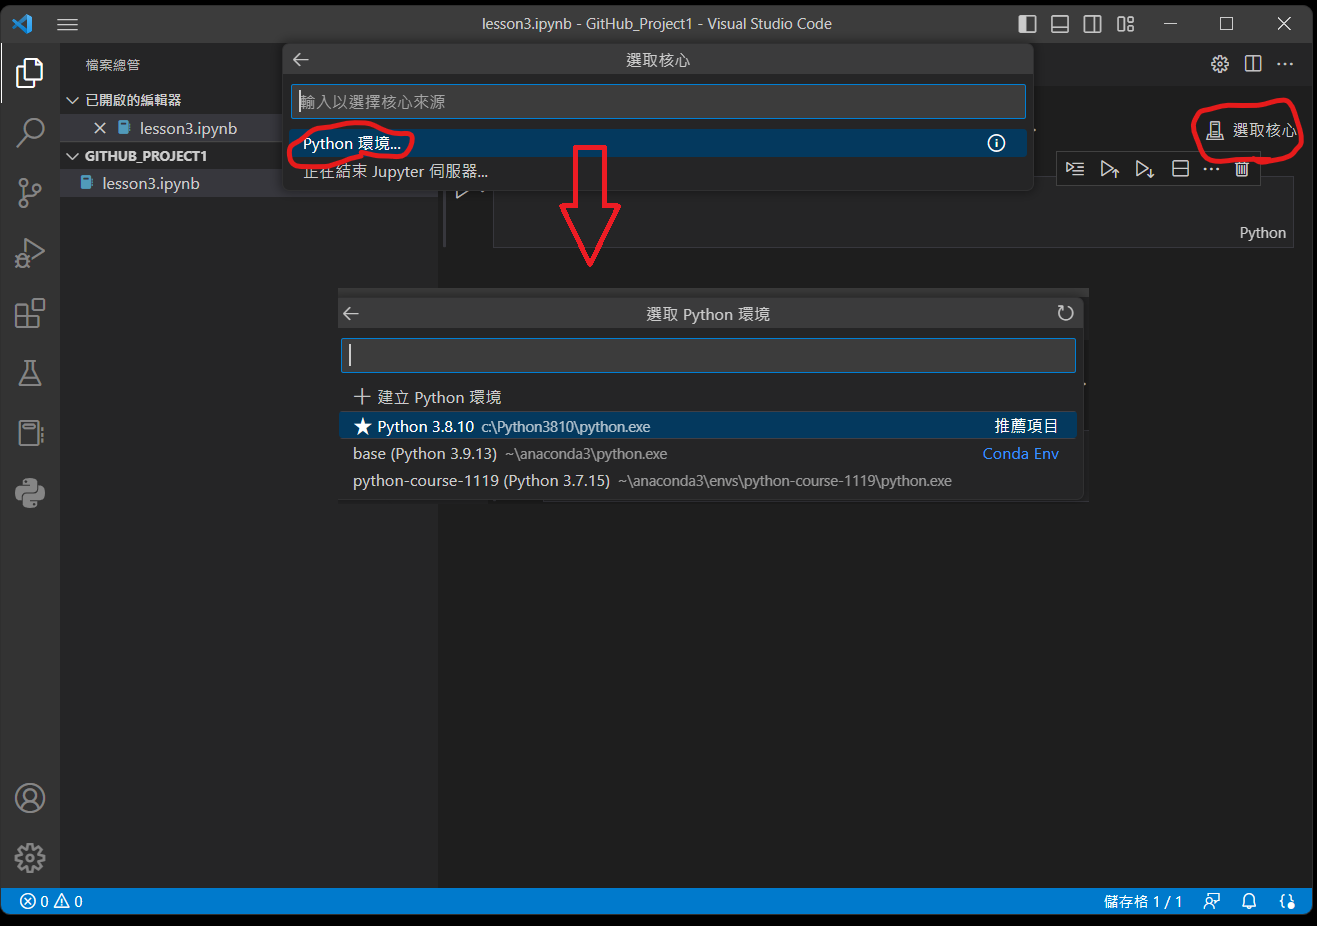 lesson3.ipynb - GitHub_Project1 - Visual Studio Code
檔案總管
已開啟的編輯器
lesson3.ipynb
GITHUB_PROJECT1
lesson3.ipynb
選取核心
輸入以選擇核心來源
Python 環境...
正在結束 Jupyter 伺服器...
選取核心
Python
選取 Python 環境
建立 Python 環境
Python 3.8.10 c:\Python3810\python.exe 推薦項目
base (Python 3.9.13) ~\anaconda3\python.exe Conda Env
python-course-1119 (Python 3.7.15) ~\anaconda3\envs\python-course-1119\python.exe
0 0 儲存格 1 / 1